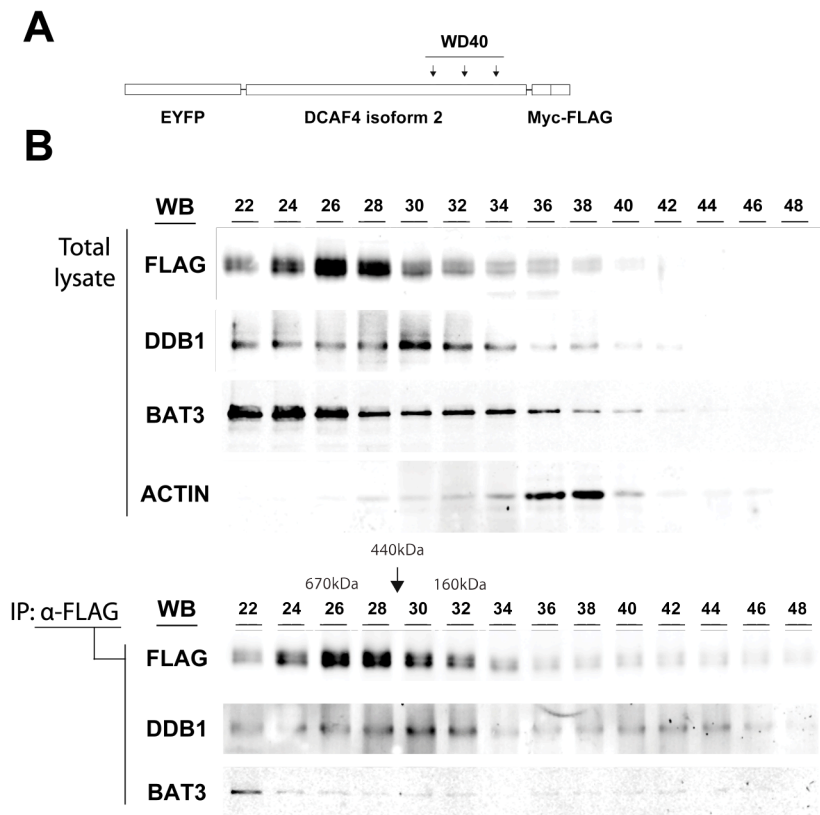 A
WD40
EYFP DCAF4 isoform 2 Myc-FLAG
B
WB 22 24 26 28 30 32 34 36 38 40 42 44 46 48
Total
lysate
FLAG
DDB1
BAT3
ACTIN
440kDa
670kDa 160kDa
IP: α-FLAG WB 22 24 26 28 30 32 34 36 38 40 42 44 46 48
FLAG
DDB1
BAT3